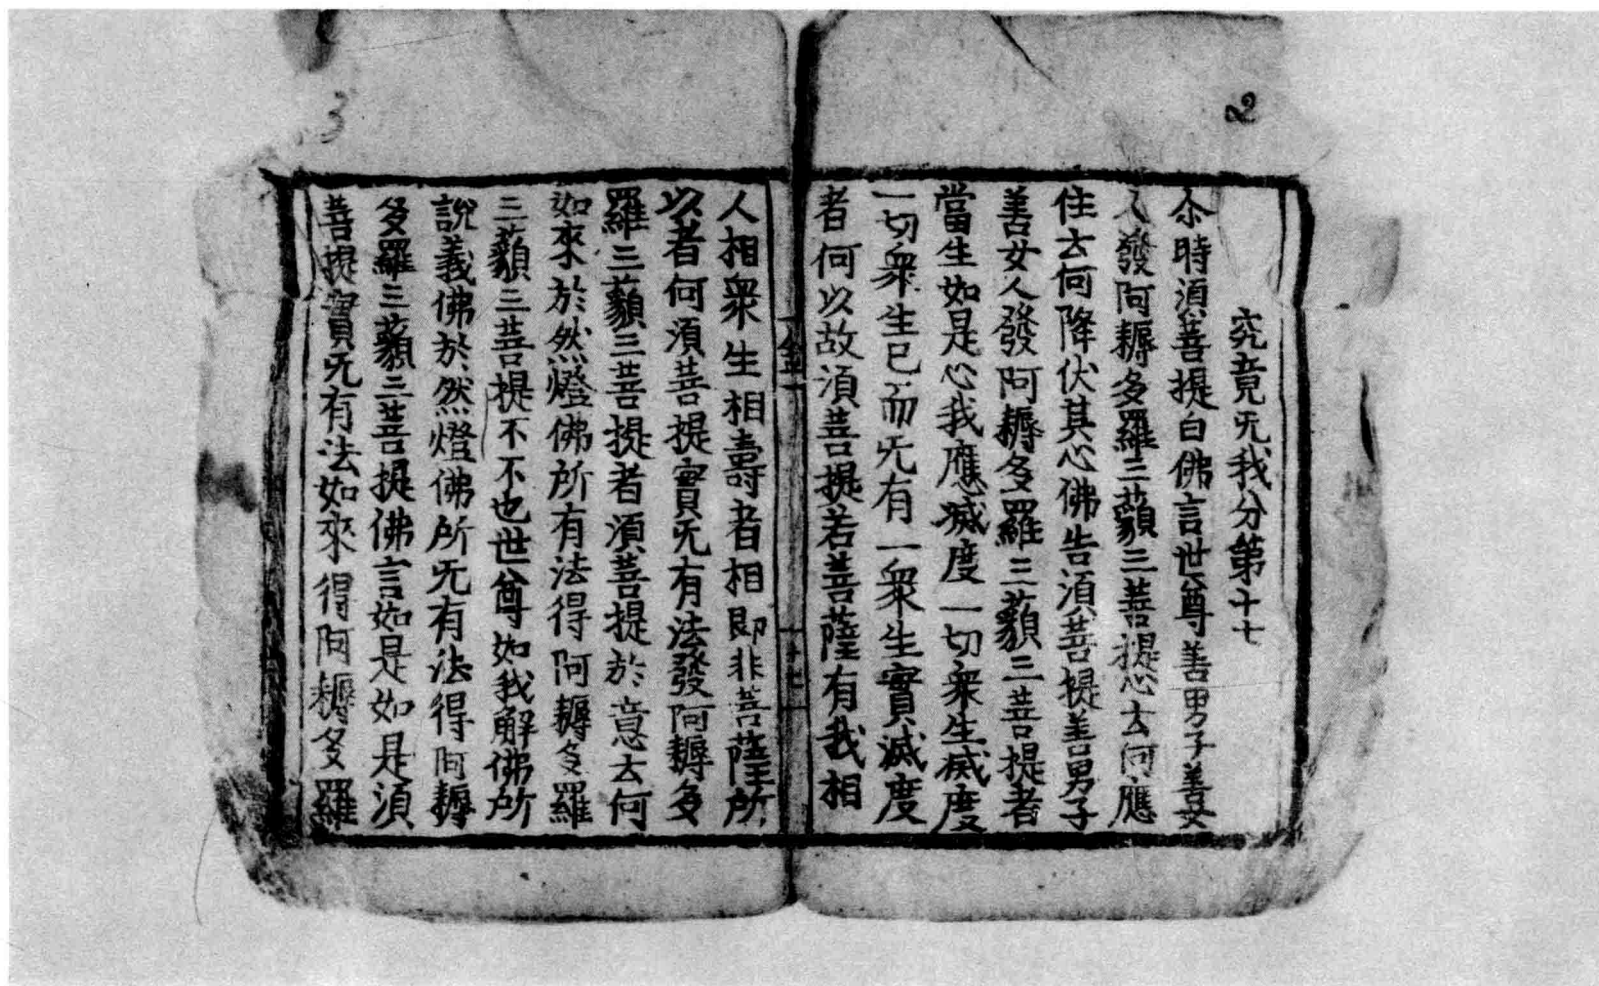 2
究竟无我分第十七
尒時湏菩提白佛言世尊善男子善女
人發阿耨多羅三藐三菩提心云何應
住云何降伏其心佛告湏菩提善男子
善女人發阿耨多羅三藐三菩提者
當生如是心我應滅度一切衆生滅度
一切衆生已而无有一衆生實滅度
者何以故湏菩提若菩薩有我相
金
十七
人相衆生相壽者相即非菩薩所
以者何湏菩提實无有法發阿耨多
羅三藐三菩提者湏菩提於意云何
如來於然燈佛所有法得阿耨多羅
三藐三菩提不不也世尊如我解佛所
說義佛於然燈佛所无有法得阿耨
多羅三藐三菩提佛言如是如是湏
菩提實无有法如來得阿耨多羅
3